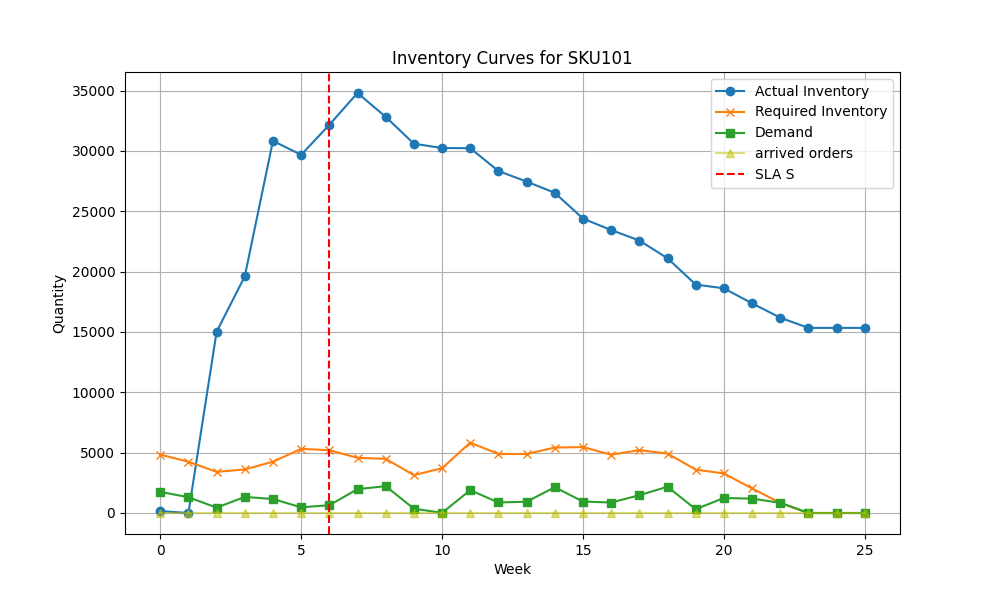 Inventory Curves for SKU101
Actual Inventory
Required Inventory
Demand
arrived orders
SLA S
Quantity
35000
30000
25000
20000
15000
10000
5000
0
0 5 10 15 20 25
Week